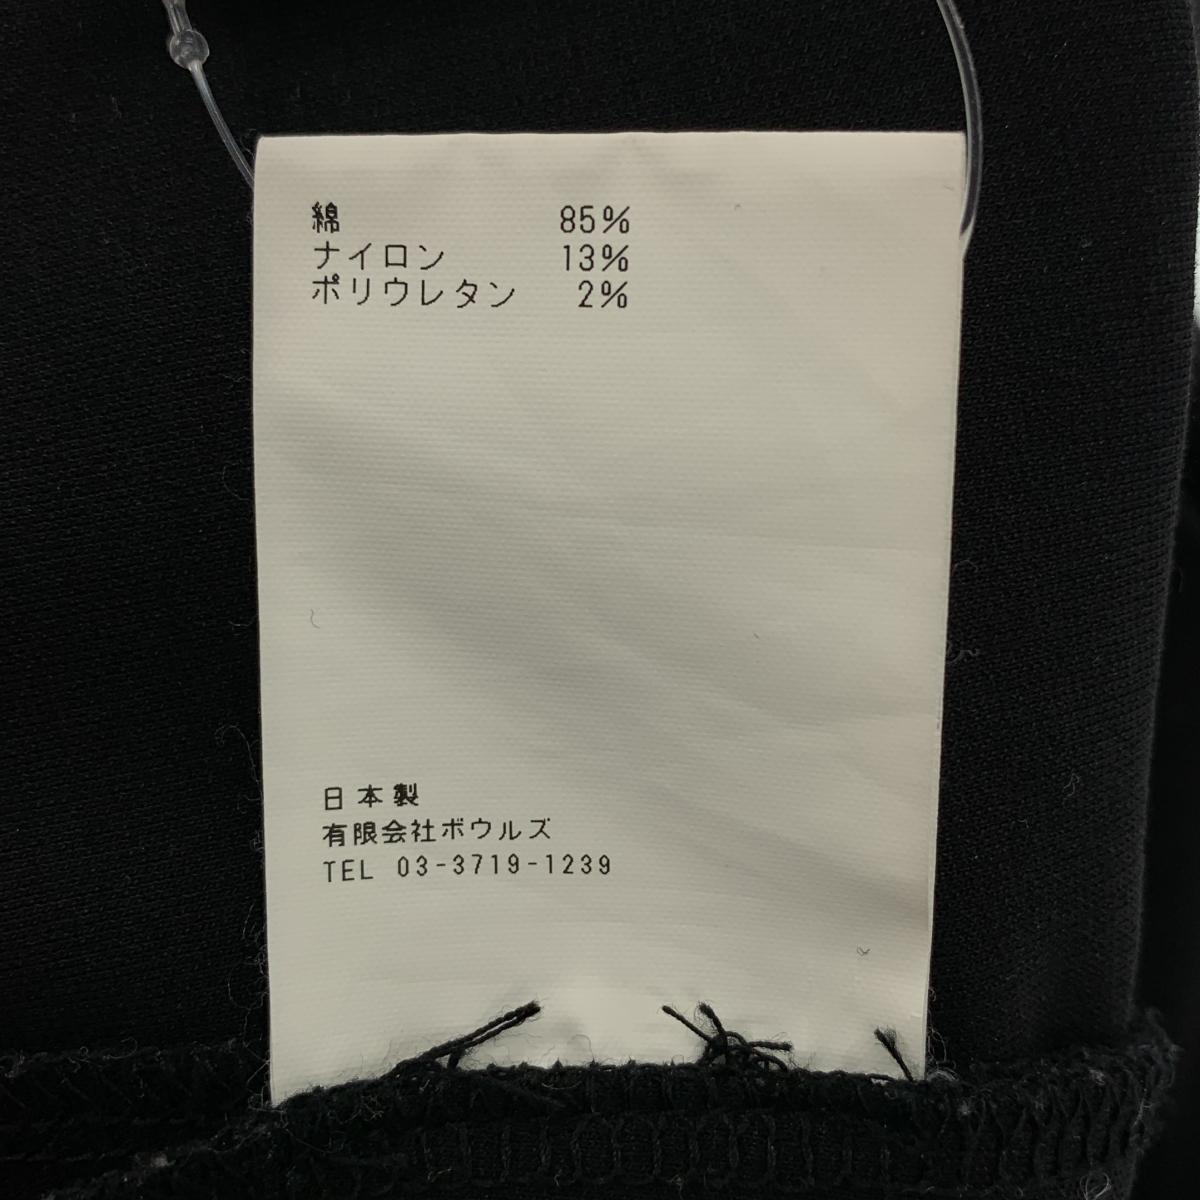 綿 85%
ナイロン 13%
ポリウレタン 2%
日本製
有限会社ボウルズ
TEL 03-3719-1239